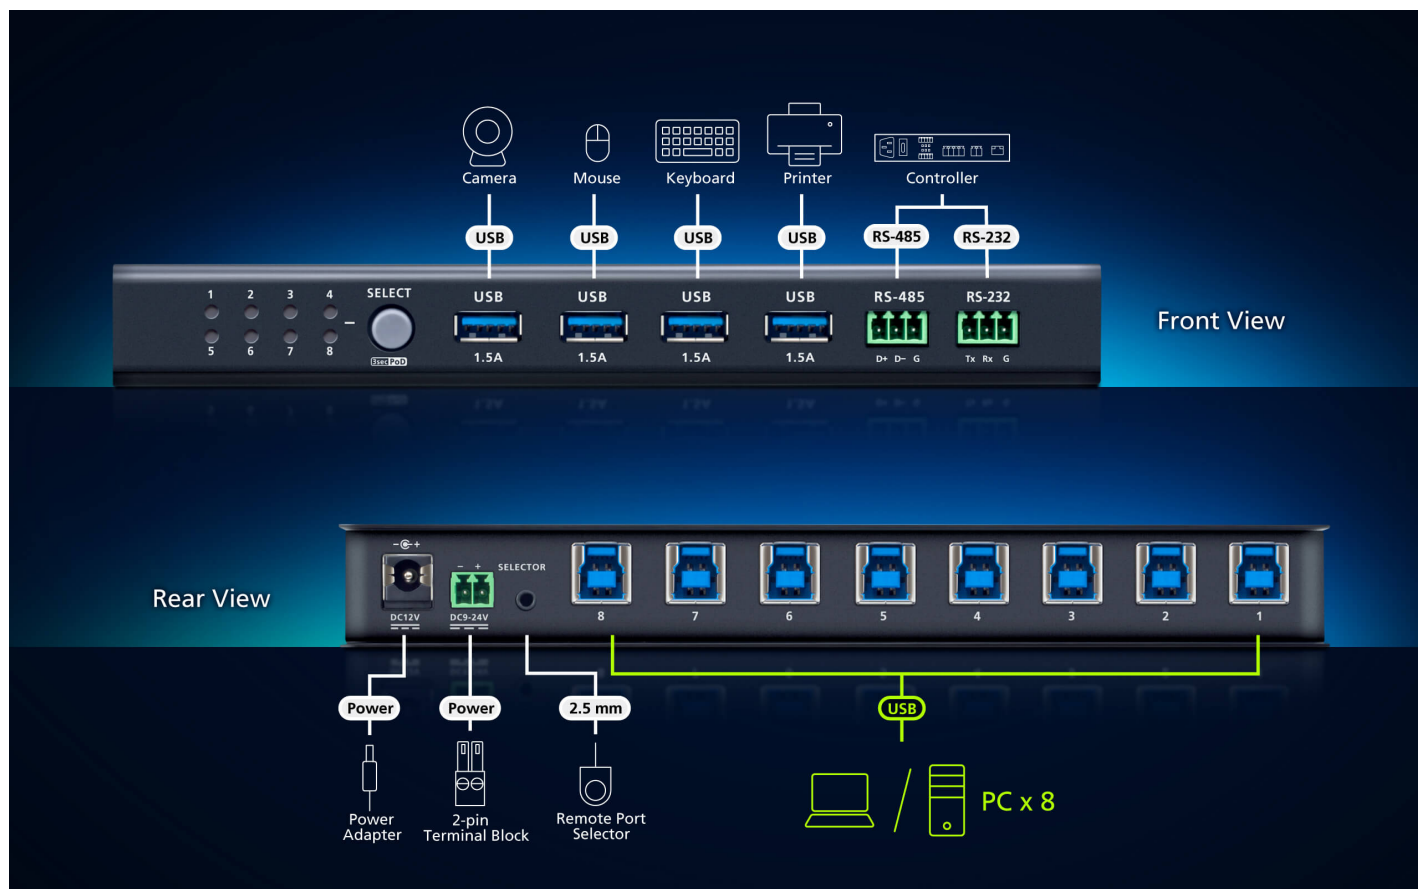 Camera
Mouse
Keyboard
Printer
Controller
USB
USB
USB
USB
RS-485
RS-232
1 2 3 4
SELECT
USB
USB
USB
USB
RS-485
RS-232
5 6 7 8
3sec PoD
1.5A
1.5A
1.5A
1.5A
D+ D− G
Tx Rx G
Front View
Rear View
− +
− +
SELECTOR
DC12V
DC9-24V
8 7 6 5 4 3 2 1
Power
Power
2.5 mm
USB
Power
Adapter
2-pin
Terminal Block
Remote Port
Selector
PC x 8